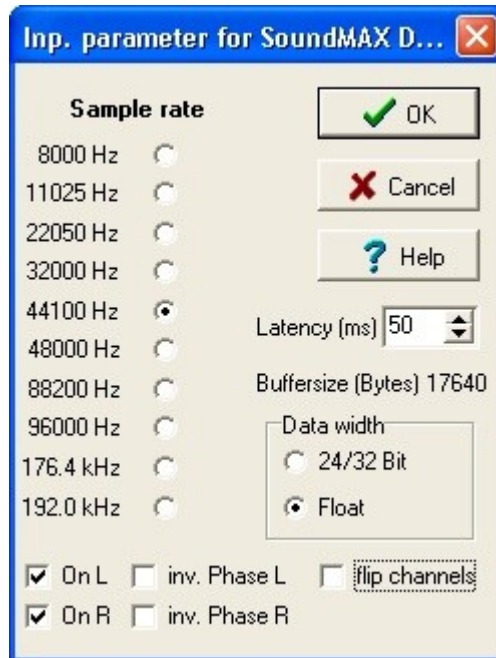 Inp. parameter for SoundMAX D...
Sample rate
OK
8000 Hz
11025 Hz
Cancel
22050 Hz
32000 Hz
Help
44100 Hz
Latency (ms) 50
48000 Hz
88200 Hz
Buffersize (Bytes) 17640
96000 Hz
Data width
176.4 kHz
24/32 Bit
192.0 kHz
Float
On L inv. Phase L flip channels
On R inv. Phase R